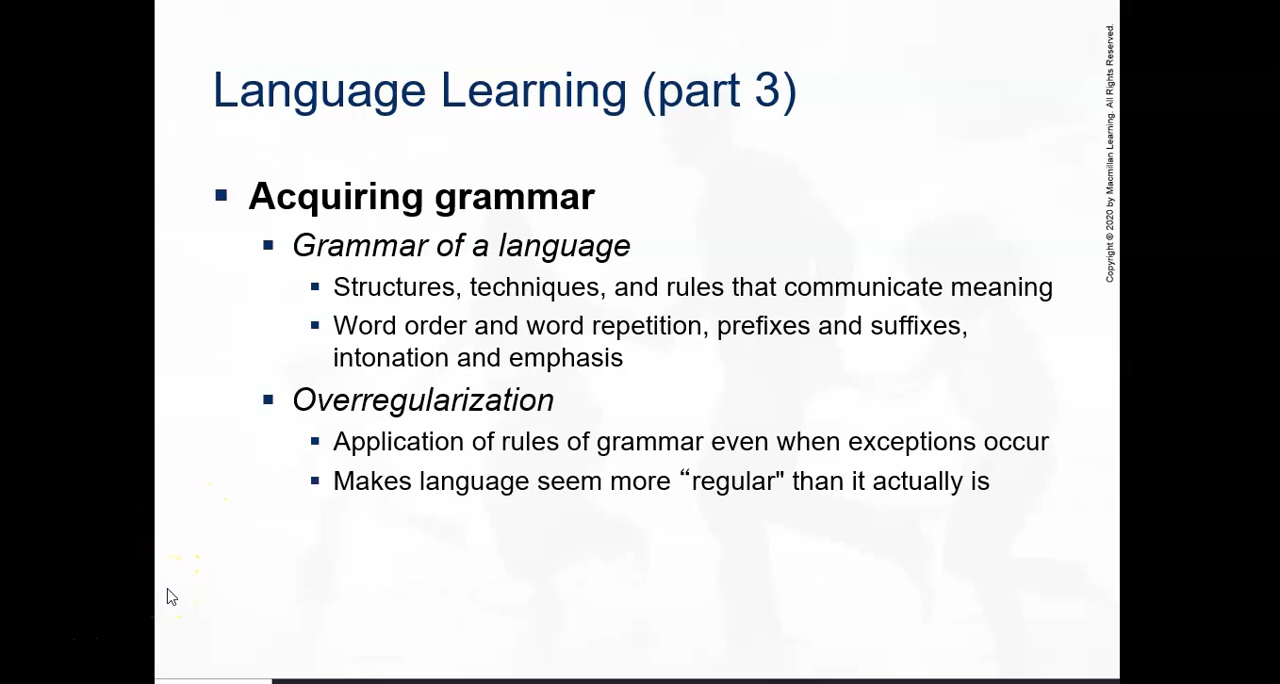 Language Learning (part 3)
Acquiring grammar
Grammar of a language
Structures, techniques, and rules that communicate meaning
Word order and word repetition, prefixes and suffixes,
intonation and emphasis
Overregularization
Application of rules of grammar even when exceptions occur
Makes language seem more “regular" than it actually is
Copyright © 2020 by Macmillan Learning. All Rights Reserved.